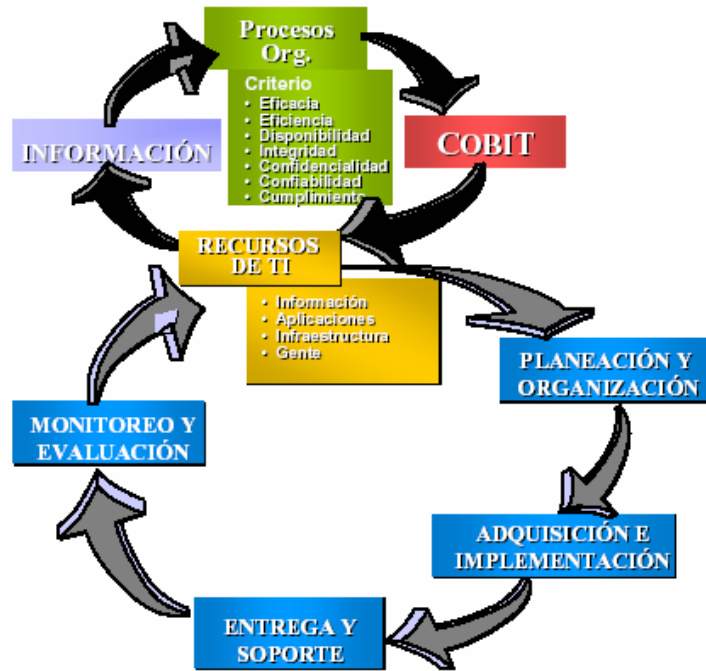 Procesos
Org.
Criterio
• Eficacia
• Eficiencia
• Disponibilidad
• Integridad
• Confidencialidad
• Confiabilidad
• Cumplimiento
INFORMACIÓN
COBIT
RECURSOS
DE TI
• Información
• Aplicaciones
• Infraestructura
• Gente
PLANEACIÓN Y
ORGANIZACIÓN
MONITOREO Y
EVALUACIÓN
ADQUISICIÓN E
IMPLEMENTACIÓN
ENTREGA Y
SOPORTE